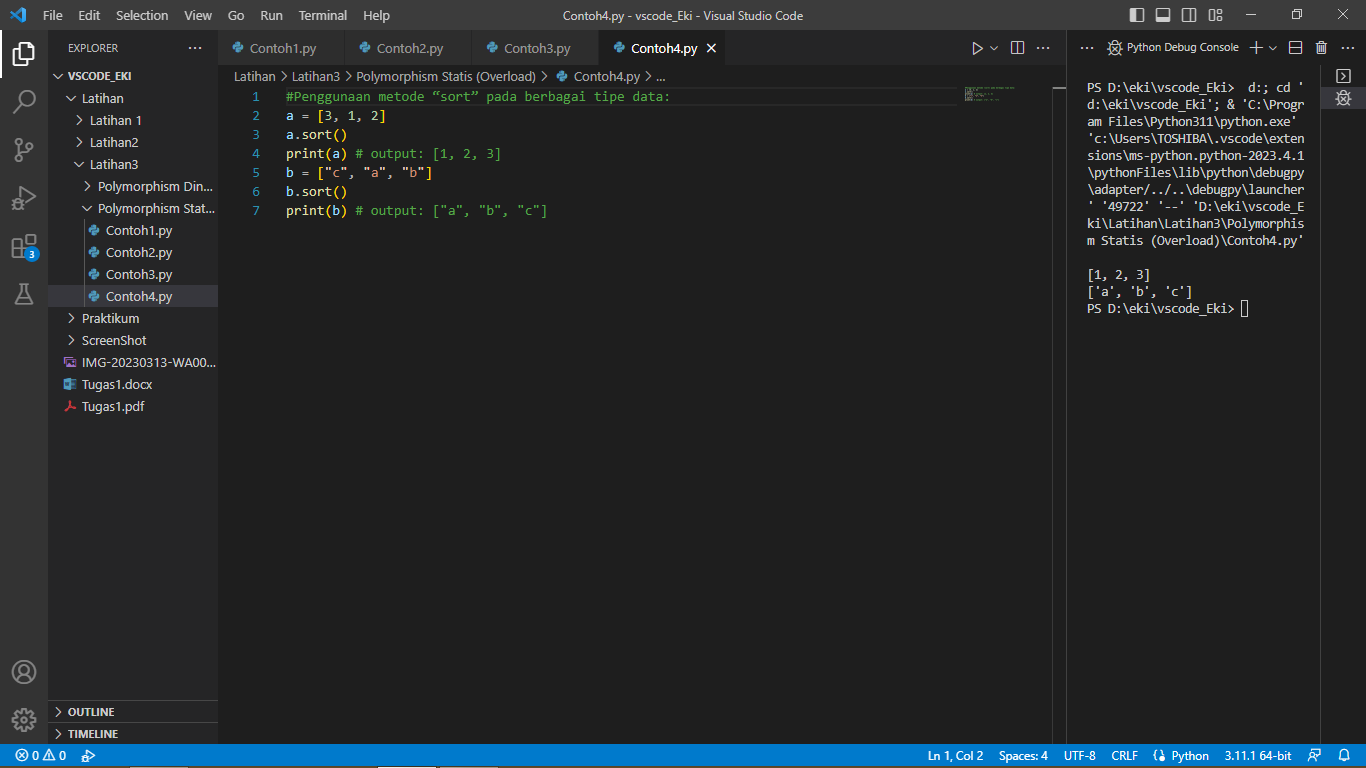 File Edit Selection View Go Run Terminal Help
Contoh4.py - vscode_Eki - Visual Studio Code
EXPLORER
VSCODE_EKI
Latihan
Latihan 1
Latihan2
Latihan3
Polymorphism Din...
Polymorphism Stat...
Contoh1.py
Contoh2.py
Contoh3.py
Contoh4.py
Praktikum
ScreenShot
IMG-20230313-WA00...
Tugas1.docx
Tugas1.pdf
OUTLINE
TIMELINE
3
Contoh1.py Contoh2.py Contoh3.py Contoh4.py
Latihan > Latihan3 > Polymorphism Statis (Overload) > Contoh4.py > ...
1 #Penggunaan metode “sort” pada berbagai tipe data:
2 a = [3, 1, 2]
3 a.sort()
4 print(a) # output: [1, 2, 3]
5 b = ["c", "a", "b"]
6 b.sort()
7 print(b) # output: ["a", "b", "c"]
Python Debug Console
PS D:\eki\vscode_Eki>  d:; cd '
d:\eki\vscode_Eki'; & 'C:\Progr
am Files\Python311\python.exe'
'c:\Users\TOSHIBA\.vscode\exten
sions\ms-python.python-2023.4.1
\pythonFiles\lib\python\debugpy
\adapter/../..\debugpy\launcher
' '49722' '--' 'D:\eki\vscode_E
ki\Latihan\Latihan3\Polymorphis
m Statis (Overload)\Contoh4.py'
[1, 2, 3]
['a', 'b', 'c']
PS D:\eki\vscode_Eki>
0 0
Ln 1, Col 2 Spaces: 4 UTF-8 CRLF Python 3.11.1 64-bit